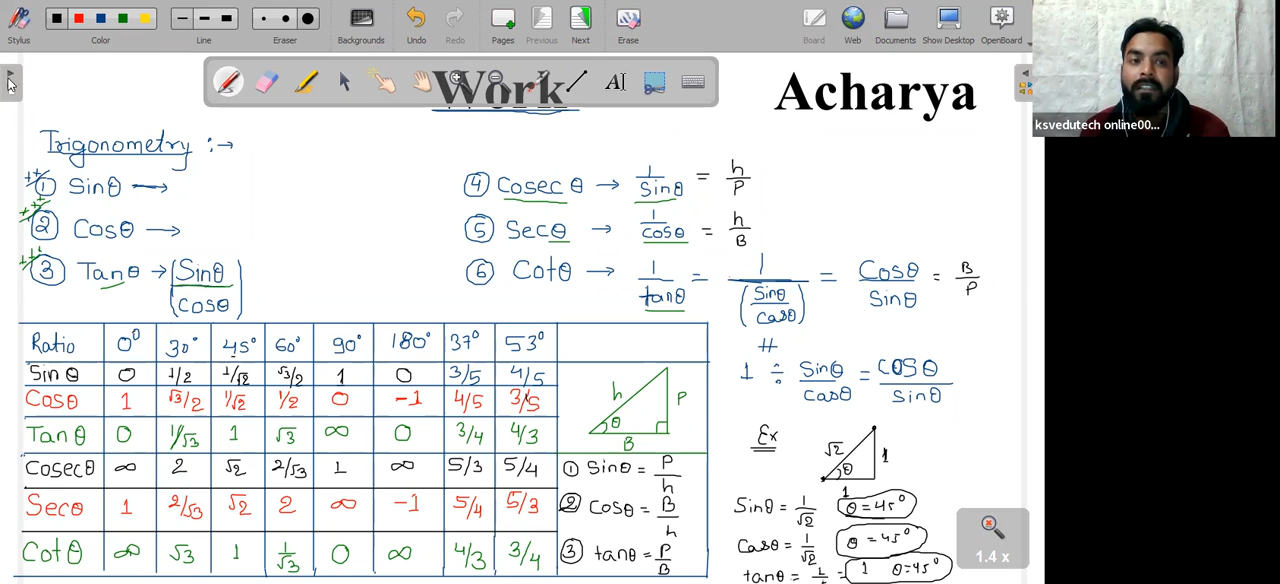 Stylus Color Line Eraser Backgrounds Undo Redo Pages Previous Next Erase Board Web Documents Show Desktop OpenBoard
Work Acharya
ksvedutech online00...
Trigonometry :→
① Sinθ →
② Cosθ →
③ Tanθ → (Sinθ/cosθ)
④ Cosec θ → 1/Sinθ = h/P
⑤ Secθ → 1/cosθ = h/B
⑥ Cotθ → 1/tanθ = 1/(Sinθ/cosθ) = Cosθ/Sinθ = B/P
#
1 ÷ Sinθ/cosθ = COSθ/sinθ
Ratio 0° 30° 45° 60° 90° 180° 37° 53°
Sin θ 0 1/2 1/√2 √3/2 1 0 3/5 4/5
Cosθ 1 √3/2 1/√2 1/2 0 -1 4/5 3/5
Tan θ 0 1/√3 1 √3 ∞ 0 3/4 4/3
Cosecθ ∞ 2 √2 2/√3 1 ∞ 5/3 5/4
Secθ 1 2/√3 √2 2 ∞ -1 5/4 5/3
Cot θ ∞ √3 1 1/√3 0 ∞ 4/3 3/4
h P θ B
① Sinθ = P/h
② Cosθ = B/h
③ tanθ = P/B
Ex
√2 1 θ 1
Sinθ = 1/√2 θ = 45°
Cosθ = 1/√2 θ = 45°
tanθ = 1 θ=45°
1.4 x